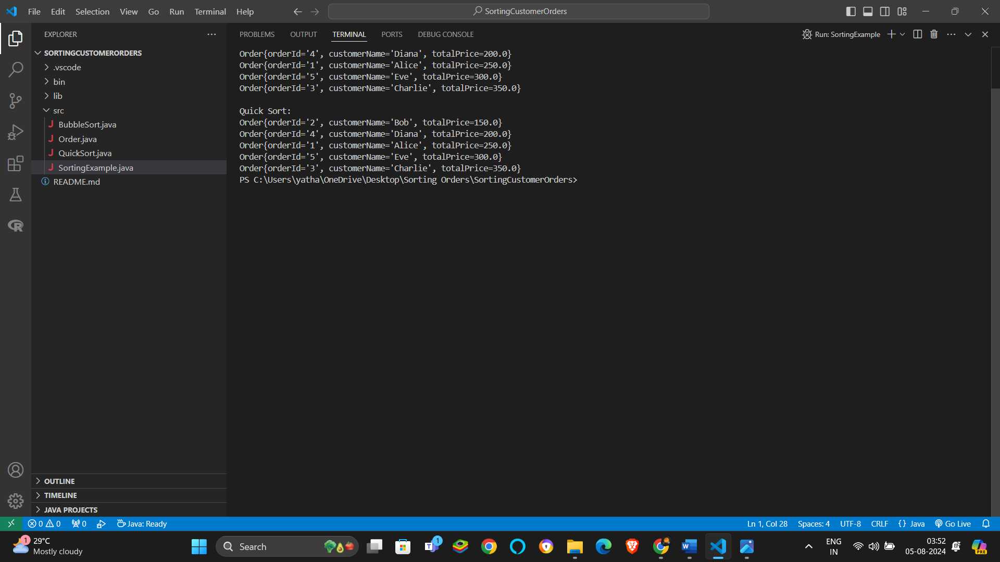 File Edit Selection View Go Run Terminal Help
SortingCustomerOrders
EXPLORER
SORTINGCUSTOMERORDERS
.vscode
bin
lib
src
J BubbleSort.java
J Order.java
J QuickSort.java
J SortingExample.java
README.md
OUTLINE
TIMELINE
JAVA PROJECTS
PROBLEMS OUTPUT TERMINAL PORTS DEBUG CONSOLE
Run: SortingExample
Order{orderId='4', customerName='Diana', totalPrice=200.0}
Order{orderId='1', customerName='Alice', totalPrice=250.0}
Order{orderId='5', customerName='Eve', totalPrice=300.0}
Order{orderId='3', customerName='Charlie', totalPrice=350.0}
Quick Sort:
Order{orderId='2', customerName='Bob', totalPrice=150.0}
Order{orderId='4', customerName='Diana', totalPrice=200.0}
Order{orderId='1', customerName='Alice', totalPrice=250.0}
Order{orderId='5', customerName='Eve', totalPrice=300.0}
Order{orderId='3', customerName='Charlie', totalPrice=350.0}
PS C:\Users\yatha\OneDrive\Desktop\Sorting Orders\SortingCustomerOrders>
0 0 0 Java: Ready
Ln 1, Col 28 Spaces: 4 UTF-8 CRLF {} Java Go Live
1 29°C
Mostly cloudy
Search
1
ENG
IN
03:52
05-08-2024
PRE